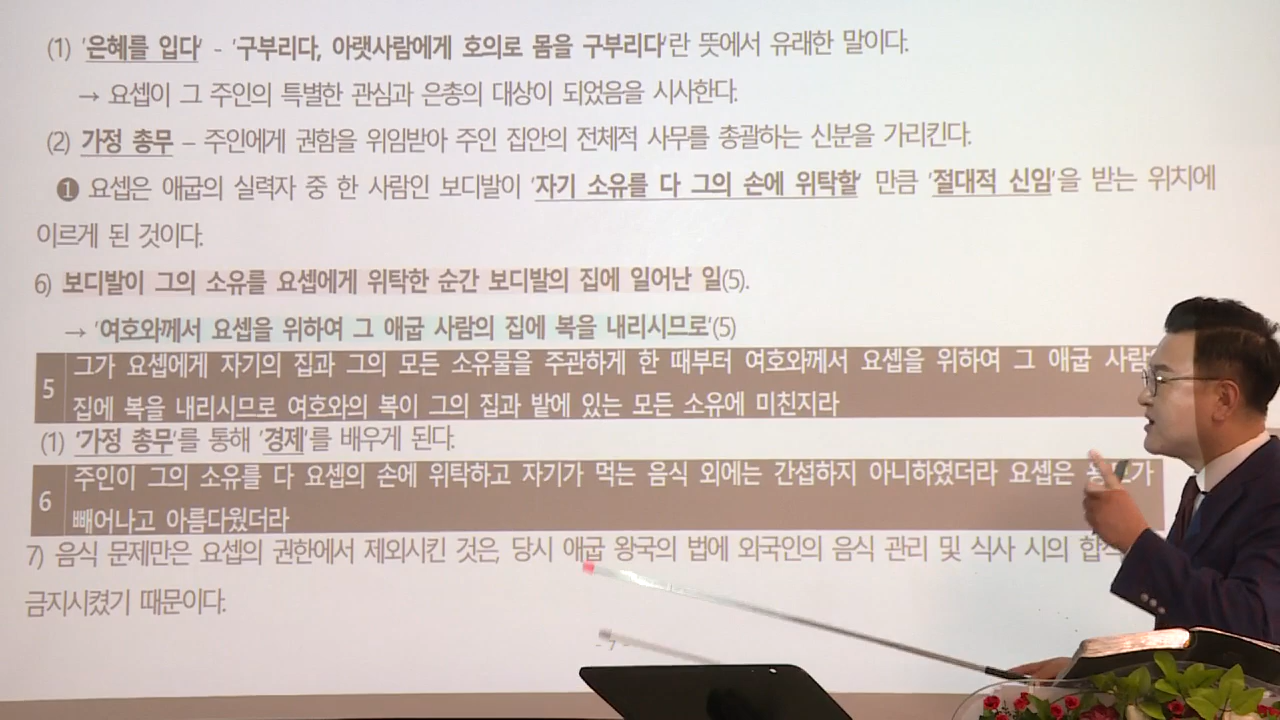 (1) '은혜를 입다' - '구부리다, 아랫사람에게 호의로 몸을 구부리다'란 뜻에서 유래한 말이다.
→ 요셉이 그 주인의 특별한 관심과 은총의 대상이 되었음을 시사한다.
(2) 가정 총무 – 주인에게 권함을 위임받아 주인 집안의 전체적 사무를 총괄하는 신분을 가리킨다.
❶ 요셉은 애굽의 실력자 중 한 사람인 보디발이 '자기 소유를 다 그의 손에 위탁할' 만큼 '절대적 신임'을 받는 위치에
이르게 된 것이다.
6) 보디발이 그의 소유를 요셉에게 위탁한 순간 보디발의 집에 일어난 일(5).
→ '여호와께서 요셉을 위하여 그 애굽 사람의 집에 복을 내리시므로'(5)
5 그가 요셉에게 자기의 집과 그의 모든 소유물을 주관하게 한 때부터 여호와께서 요셉을 위하여 그 애굽 사람
집에 복을 내리시므로 여호와의 복이 그의 집과 밭에 있는 모든 소유에 미친지라
(1) '가정 총무'를 통해 '경제'를 배우게 된다.
6 주인이 그의 소유를 다 요셉의 손에 위탁하고 자기가 먹는 음식 외에는 간섭하지 아니하였더라 요셉은
빼어나고 아름다웠더라
7) 음식 문제만은 요셉의 권한에서 제외시킨 것은, 당시 애굽 왕국의 법에 외국인의 음식 관리 및 식사 시의
금지시켰기 때문이다.
- 7